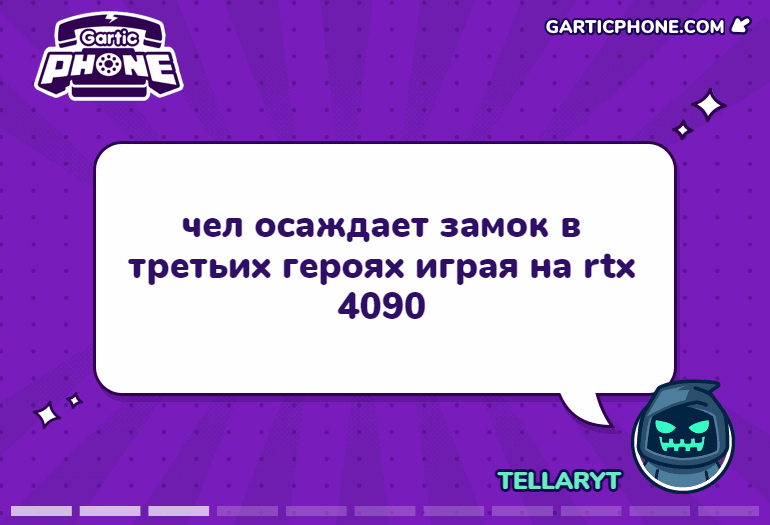 Gartic
PHONE
GARTICPHONE.COM
чел осаждает замок в
третьих героях играя на rtx
4090
TELLARYT